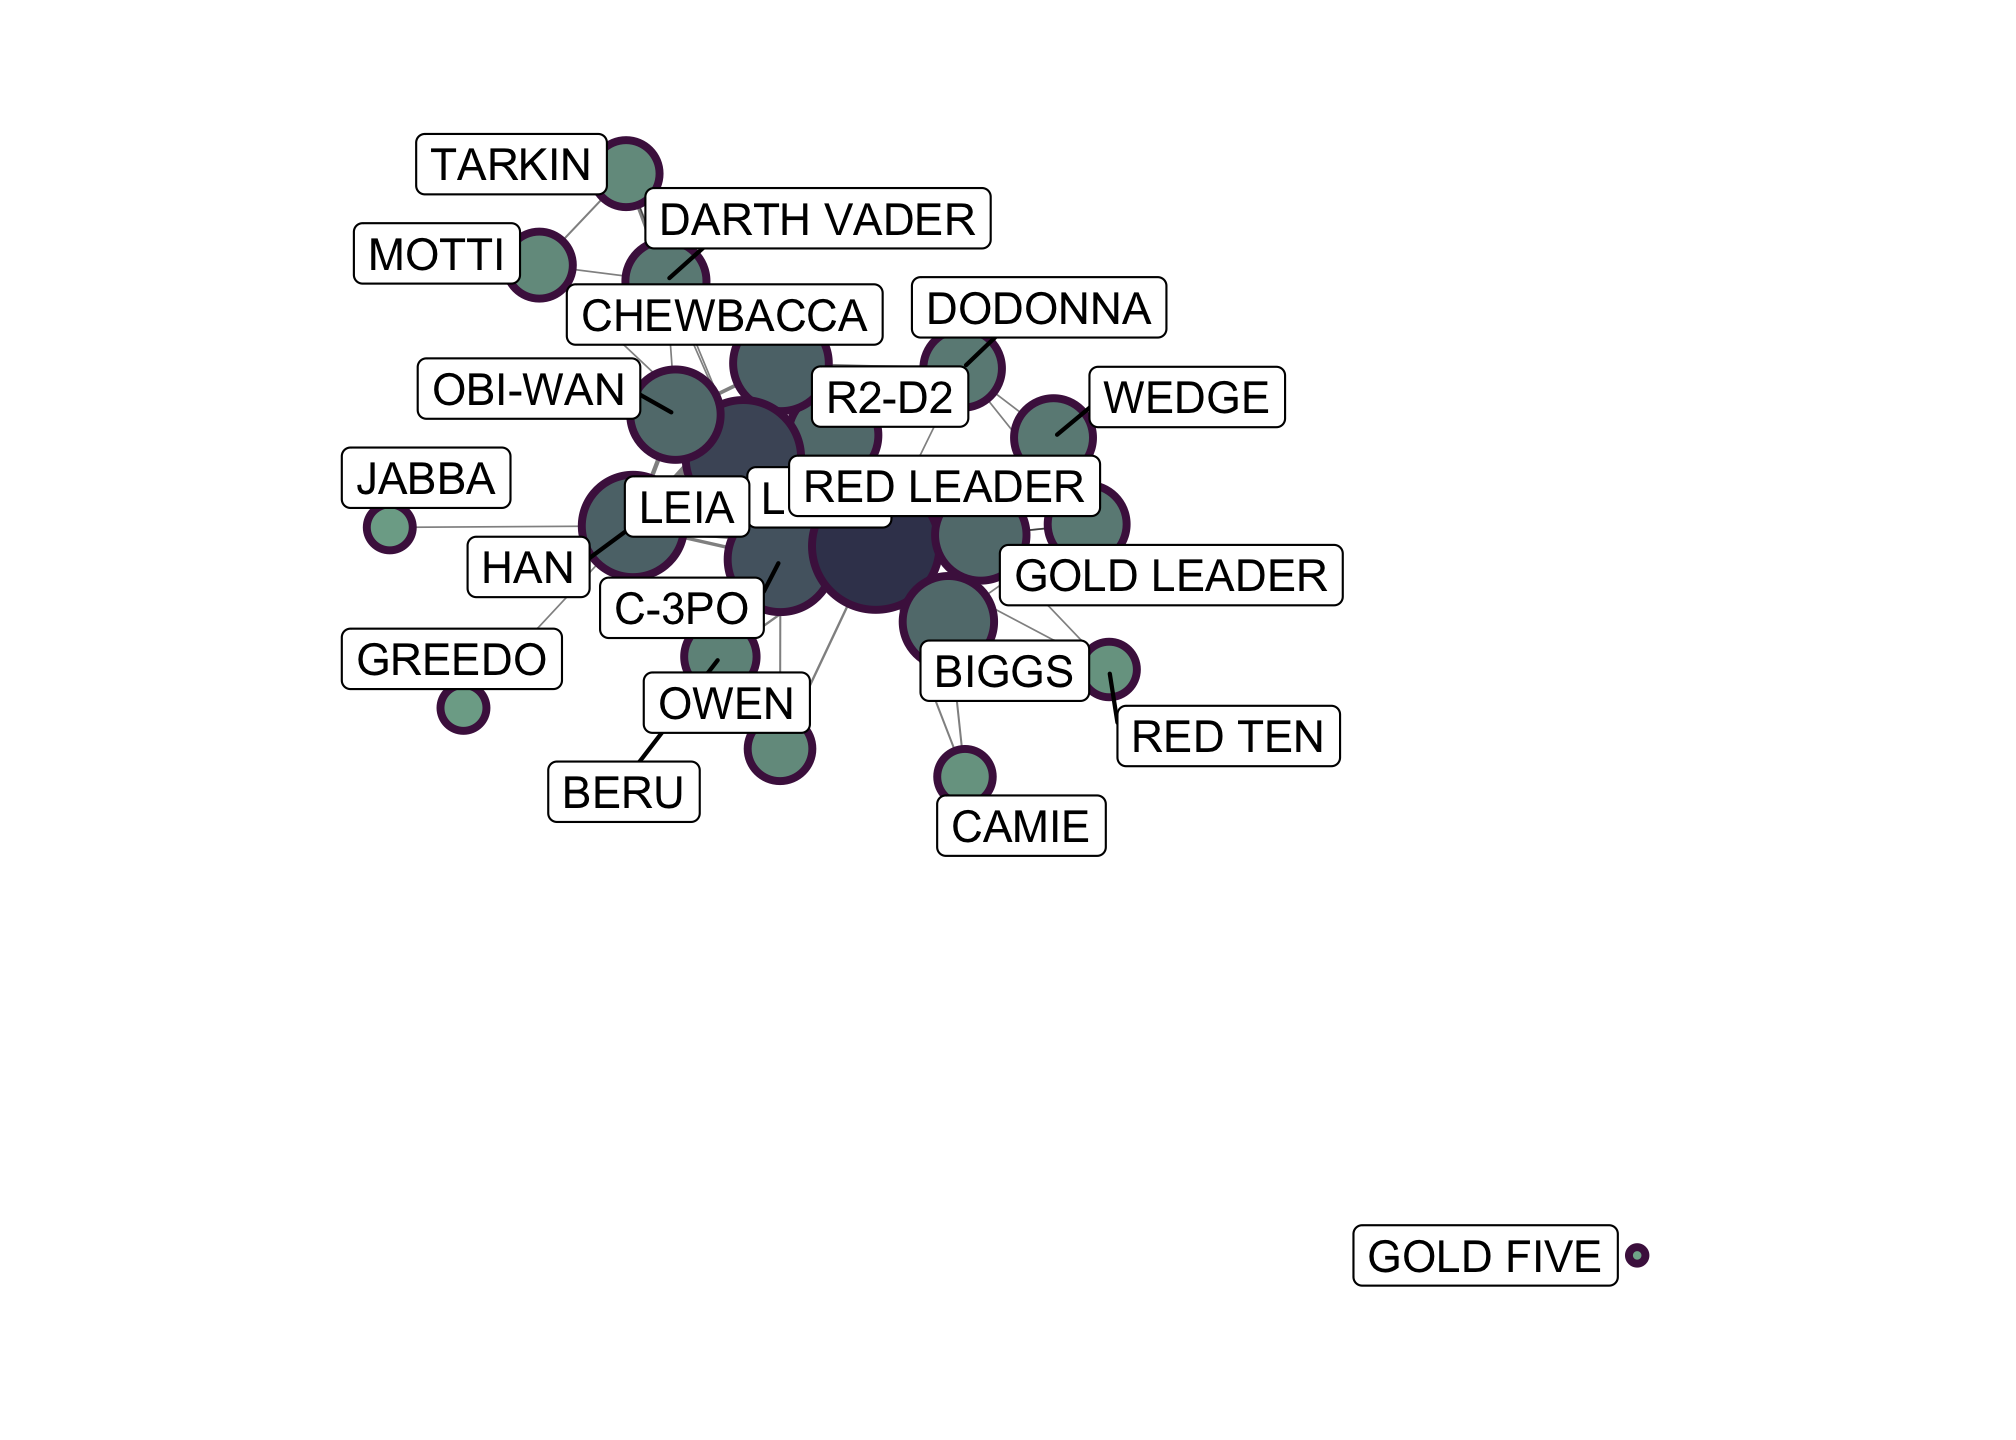 TARKIN
DARTH VADER
MOTTI
DODONNA
CHEWBACCA
OBI-WAN
R2-D2
WEDGE
JABBA
RED LEADER
LEIA
L
HAN
GOLD LEADER
C-3PO
GREEDO
BIGGS
OWEN
RED TEN
BERU
CAMIE
GOLD FIVE